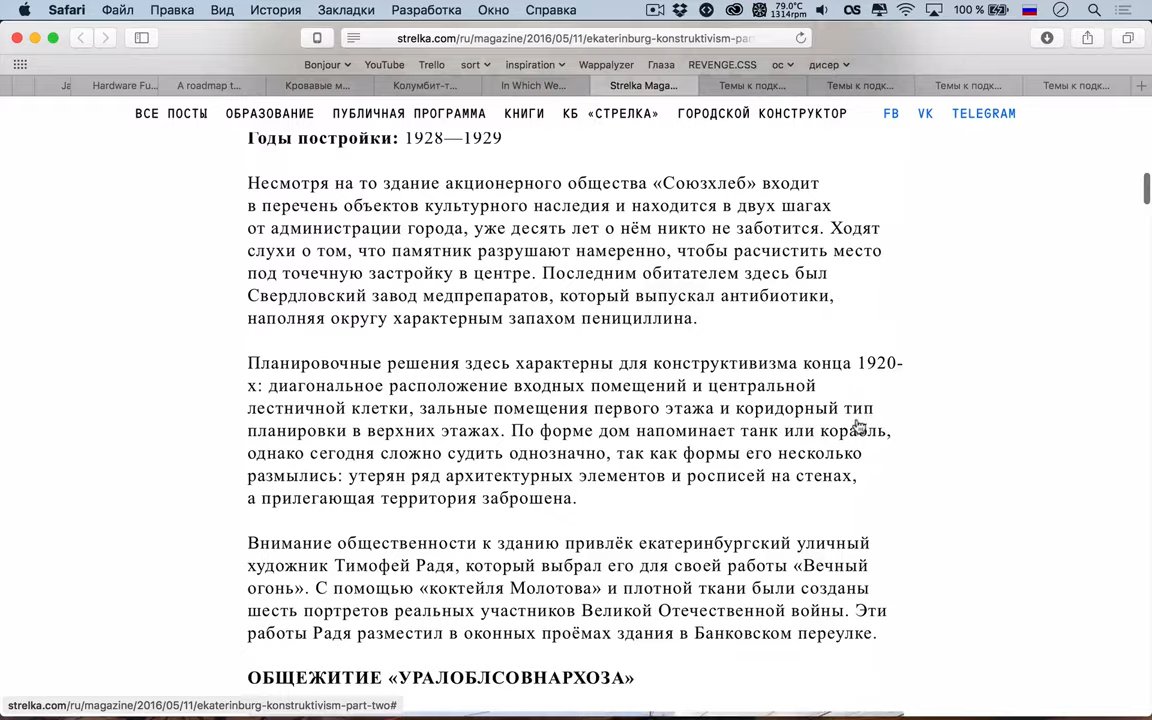 Safari Файл Правка Вид История Закладки Разработка Окно Справка 79.0°C 1314rpm 100 %
strelka.com/ru/magazine/2016/05/11/ekaterinburg-konstruktivism-par
Bonjour YouTube Trello sort inspiration Wappalyzer Глаза REVENGE.CSS ос дисер
Ja Hardware Fu... A roadmap t... Кровавые м... Колумбит-т... In Which We... Strelka Maga... Темы к подк... Темы к подк... Темы к подк... Темы к подк...
ВСЕ ПОСТЫ ОБРАЗОВАНИЕ ПУБЛИЧНАЯ ПРОГРАММА КНИГИ КБ «СТРЕЛКА» ГОРОДСКОЙ КОНСТРУКТОР FB VK TELEGRAM
Годы постройки: 1928—1929
Несмотря на то здание акционерного общества «Союзхлеб» входит
в перечень объектов культурного наследия и находится в двух шагах
от администрации города, уже десять лет о нём никто не заботится. Ходят
слухи о том, что памятник разрушают намеренно, чтобы расчистить место
под точечную застройку в центре. Последним обитателем здесь был
Свердловский завод медпрепаратов, который выпускал антибиотики,
наполняя округу характерным запахом пенициллина.
Планировочные решения здесь характерны для конструктивизма конца 1920-
х: диагональное расположение входных помещений и центральной
лестничной клетки, зальные помещения первого этажа и коридорный тип
планировки в верхних этажах. По форме дом напоминает танк или корабль,
однако сегодня сложно судить однозначно, так как формы его несколько
размылись: утерян ряд архитектурных элементов и росписей на стенах,
а прилегающая территория заброшена.
Внимание общественности к зданию привлёк екатеринбургский уличный
художник Тимофей Радя, который выбрал его для своей работы «Вечный
огонь». С помощью «коктейля Молотова» и плотной ткани были созданы
шесть портретов реальных участников Великой Отечественной войны. Эти
работы Радя разместил в оконных проёмах здания в Банковском переулке.
ОБЩЕЖИТИЕ «УРАЛОБЛСОВНАРХОЗА»
strelka.com/ru/magazine/2016/05/11/ekaterinburg-konstruktivism-part-two#